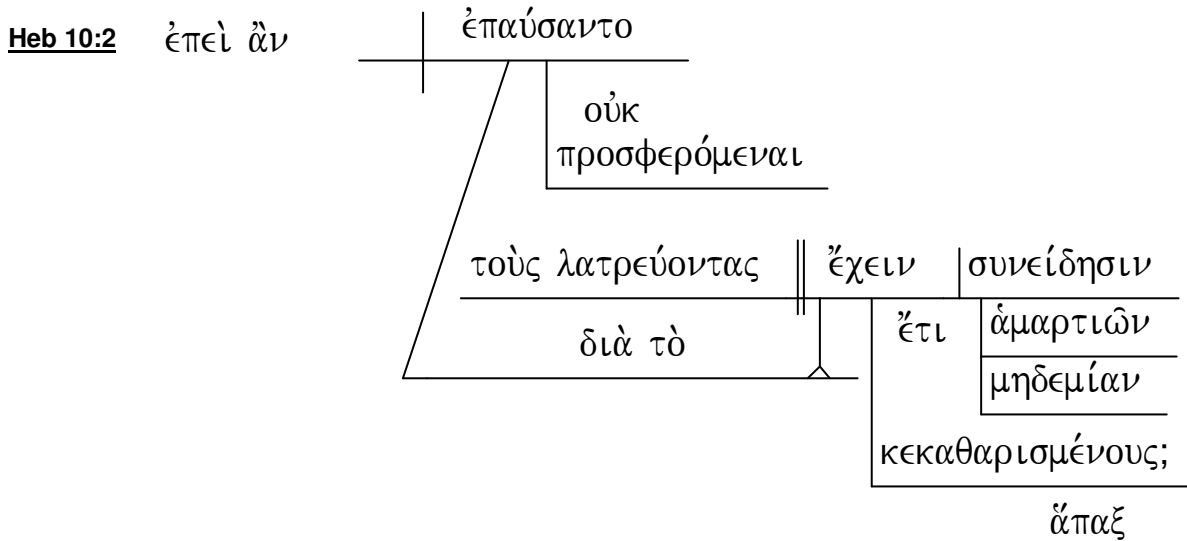 Heb 10:2 ἐπεὶ ἂν ἐπαύσαντο
οὐκ
προσφερόμεναι
τοὺς λατρεύοντας ἔχειν συνείδησιν
διὰ τὸ ἔτι ἁμαρτιῶν
μηδεμίαν
κεκαθαρισμένους;
ἅπαξ